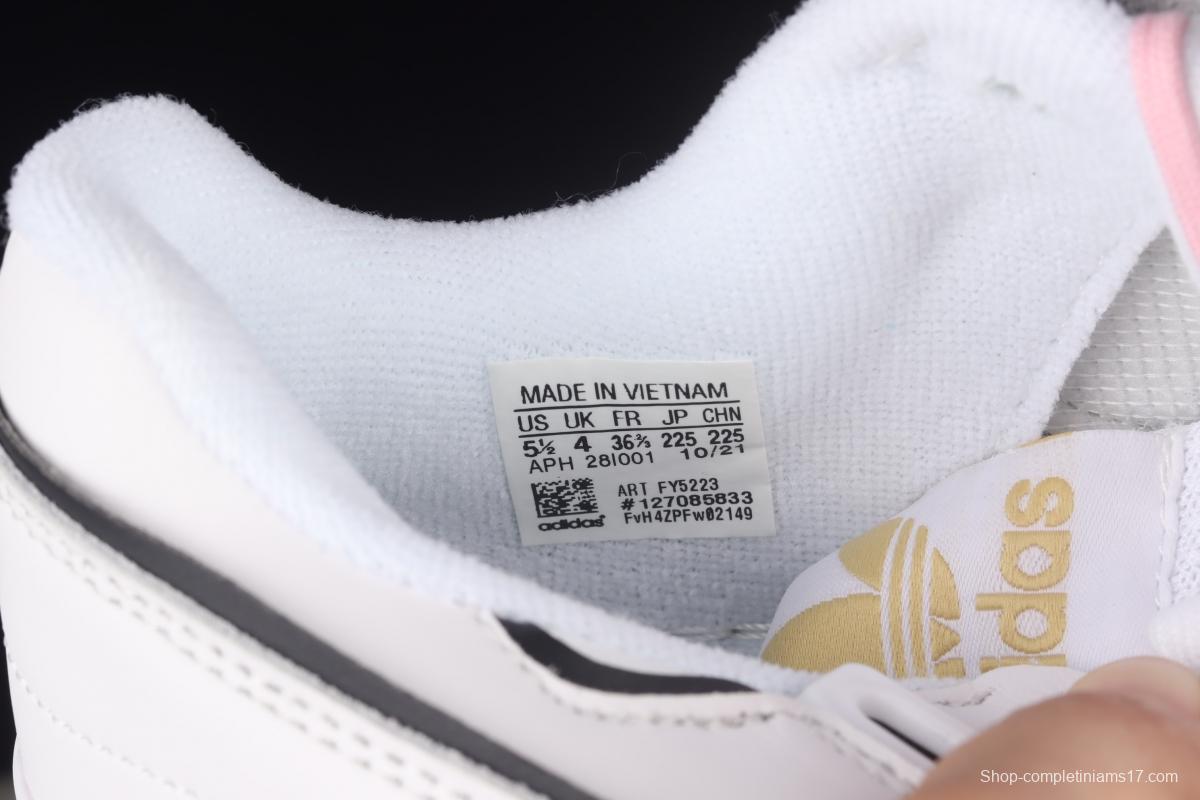 MADE IN VIETNAM
US UK FR JP CHN
5½ 4 36⅔ 225 225
APH 28I001 10/21
ART FY5223
#127085833
FvH4ZPFw02149
adidas
adidas
Shop-completiniams17.com